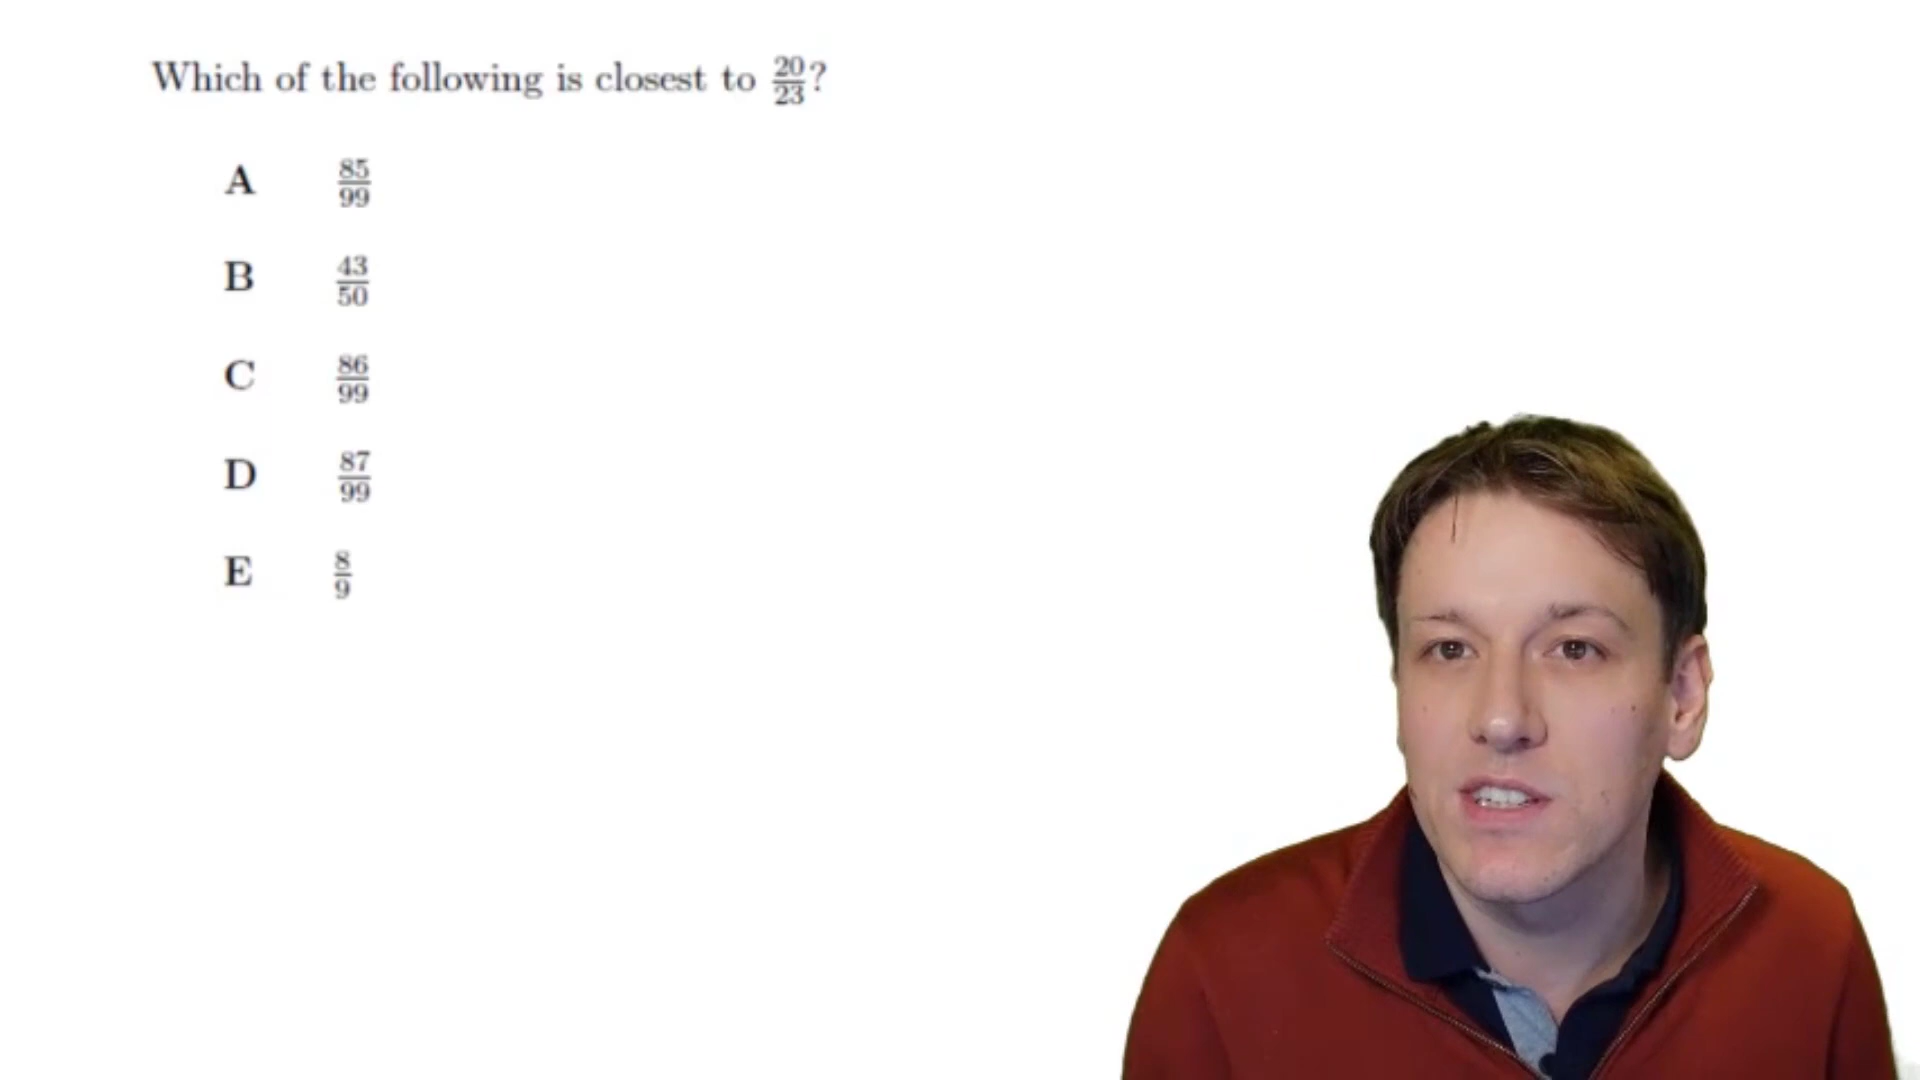 Which of the following is closest to 20/23?
A 85/99
B 43/50
C 86/99
D 87/99
E 8/9